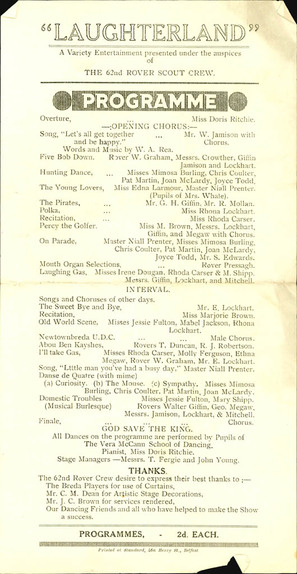 "LAUGHTERLAND"
A Variety Entertainment presented under the auspices
of
THE 62nd ROVER SCOUT CREW.
PROGRAMME
Overture, ... Miss Doris Ritchie.
—;OPENING CHORUS:—
Song, "Let's all get together ... Mr. W. Jamison with
and be happy." Chorus.
Words and Music by W. A. Rea.
Five Bob Down. Rover W. Graham, Messrs. Crowther, Giffin
Jamison and Lockhart.
Hunting Dance, ... Misses Mimosa Burling, Chris Coulter,
Pat Martin, Joan McLardy, Joyce Todd.
The Young Lovers, Miss Edna Larmour, Master Niall Prenter.
(Pupils of Mrs. Whale).
The Pirates, ... Mr. G. H. Giffin, Mr. R. Mollan.
Polka, ... Miss Rhona Lockhart.
Recitation, ... Miss Rhoda Carser.
Percy the Golfer. Miss M. Brown, Messrs. Lockhart,
Giffin, and Megaw with Chorus.
On Parade, Master Niall Prenter, Misses Mimosa Burling,
Chris Coulter, Pat Martin, Joan McLardy,
Joyce Todd, Mr. S. Edwards.
Mouth Organ Selections. ... Rover Pressagh.
Laughing Gas, Misses Irene Dougan, Rhoda Carser & M. Shipp.
Messrs. Giffin, Lockhart, and Mitchell.
INTERVAL.
Songs and Choruses of other days.
The Sweet Bye and Bye, Mr. E. Lockhart.
Recitation, Miss Marjorie Brown.
Old World Scene, Misses Jessie Fulton, Mabel Jackson, Rhona
Lockhart.
Newtownbreda U.D.C. ... Male Chorus.
Abou Ben Kayshes, Rovers T. Duncan, R. J. Robertson.
I'll take Gas, Misses Rhoda Carser, Molly Ferguson, Ethna
Megaw, Rover W. Graham, Mr. E. Lockhart.
Song, "Little man you've had a busy day," Master Niall Prenter.
Danse de Quatre (with mime)
(a) Curiosity. (b) The Mouse. (c) Sympathy, Misses Mimosa
Burling, Chris Coulter, Pat Martin, Joan McLardy.
Domestic Troubles Misses Jessie Fulton, Mary Shipp,
(Musical Burlesque) Rovers Walter Giffin, Geo. Megaw,
Messrs. Jamison, Lockhart, & Mitchell.
Finale, ... Chorus.
GOD SAVE THE KING.
All Dances on the programme are performed by Pupils of
The Vera McCann School of Dancing.
Pianist, Miss Doris Ritchie.
Stage Managers —Messrs. T. Fergie and John Young.
THANKS.
The 62nd Rover Crew desire to express their best thanks to ;—
The Breda Players for use of Curtains,
Mr. C. M. Dean for Artistic Stage Decorations,
Mr. J. C. Brown for services rendered,
Our Dancing Friends and all who have helped to make the Show
a success.
PROGRAMMES, - 2d. EACH.
Printed at Standard, Henry St., Belfast